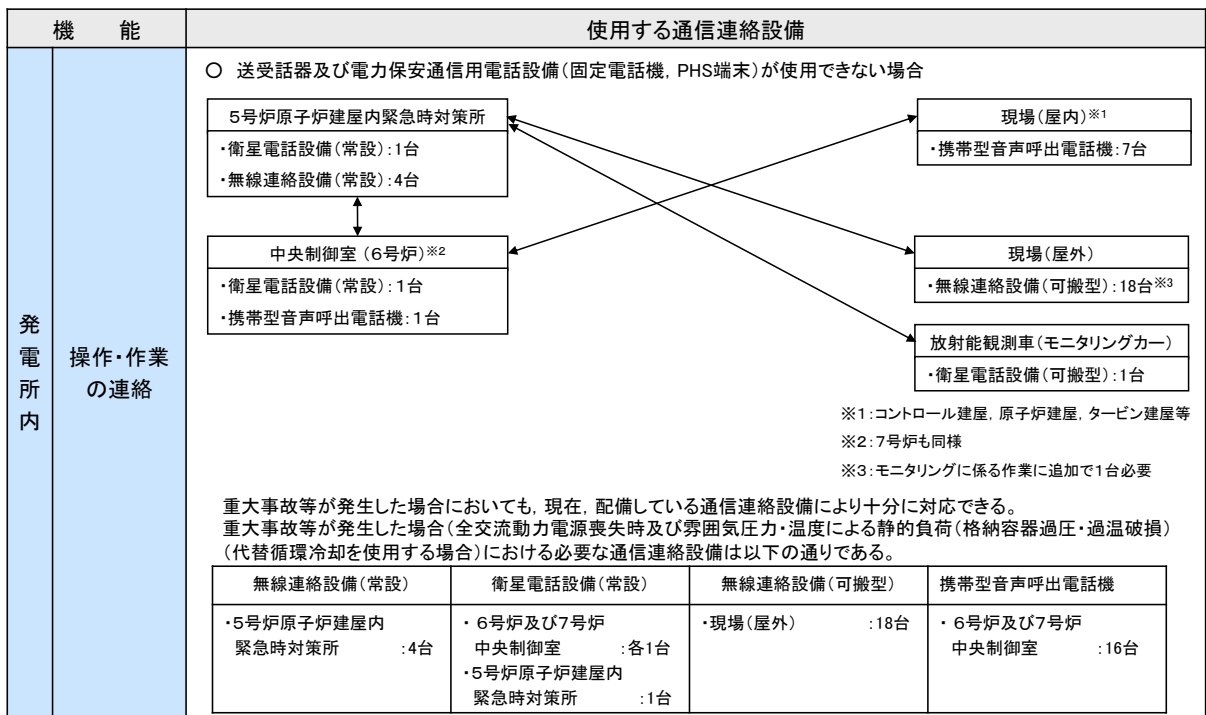 機　能
使用する通信連絡設備
発電所内
操作・作業
の連絡
○ 送受話器及び電力保安通信用電話設備(固定電話機，PHS端末)が使用できない場合
5号炉原子炉建屋内緊急時対策所
・衛星電話設備(常設):1台
・無線連絡設備(常設):4台
現場(屋内)※1
・携帯型音声呼出電話機:7台
中央制御室(6号炉)※2
・衛星電話設備(常設):1台
・携帯型音声呼出電話機:1台
現場(屋外)
・無線連絡設備(可搬型):18台※3
放射能観測車(モニタリングカー)
・衛星電話設備(可搬型):1台
※1:コントロール建屋，原子炉建屋，タービン建屋等
※2:7号炉も同様
※3:モニタリングに係る作業に追加で1台必要
重大事故等が発生した場合においても，現在，配備している通信連絡設備により十分に対応できる。
重大事故等が発生した場合(全交流動力電源喪失時及び雰囲気圧力・温度による静的負荷(格納容器過圧・過温破損)
(代替循環冷却を使用する場合)における必要な通信連絡設備は以下の通りである。
無線連絡設備(常設)
衛星電話設備(常設)
無線連絡設備(可搬型)
携帯型音声呼出電話機
・5号炉原子炉建屋内
緊急時対策所 :4台
・6号炉及び7号炉
中央制御室 :各1台
・5号炉原子炉建屋内
緊急時対策所 :1台
・現場(屋外) :18台
・6号炉及び7号炉
中央制御室 :16台